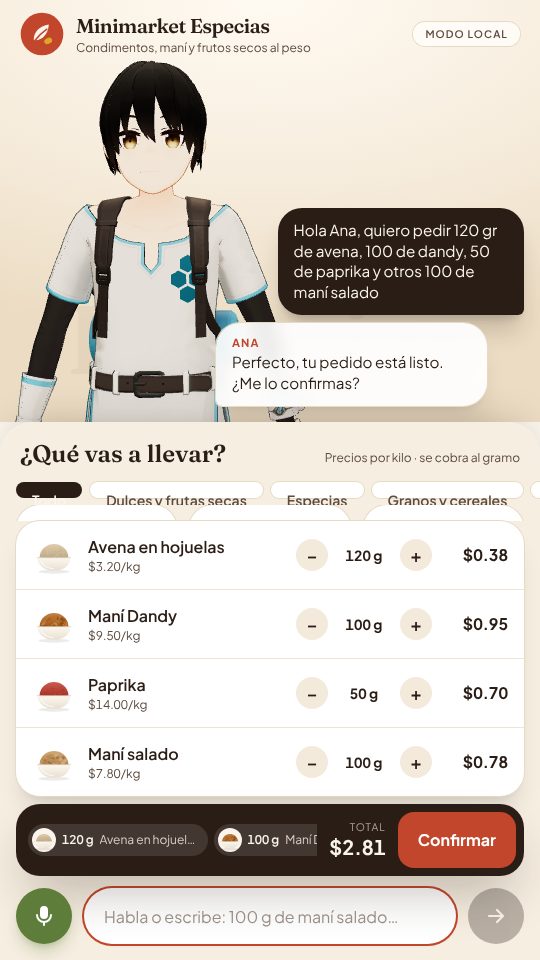 Minimarket Especias
Condimentos, maní y frutos secos al peso
MODO LOCAL
Hola Ana, quiero pedir 120 gr
de avena, 100 de dandy, 50
de paprika y otros 100 de
maní salado
ANA
Perfecto, tu pedido está listo.
¿Me lo confirmas?
¿Qué vas a llevar?
Precios por kilo · se cobra al gramo
Dulces y frutas secas
Especias
Granos y cereales
Avena en hojuelas
$3.20/kg
− 120 g + $0.38
Maní Dandy
$9.50/kg
− 100 g + $0.95
Paprika
$14.00/kg
− 50 g + $0.70
Maní salado
$7.80/kg
− 100 g + $0.78
120 g Avena en hojuel...
100 g Maní
TOTAL
$2.81
Confirmar
Habla o escribe: 100 g de maní salado...